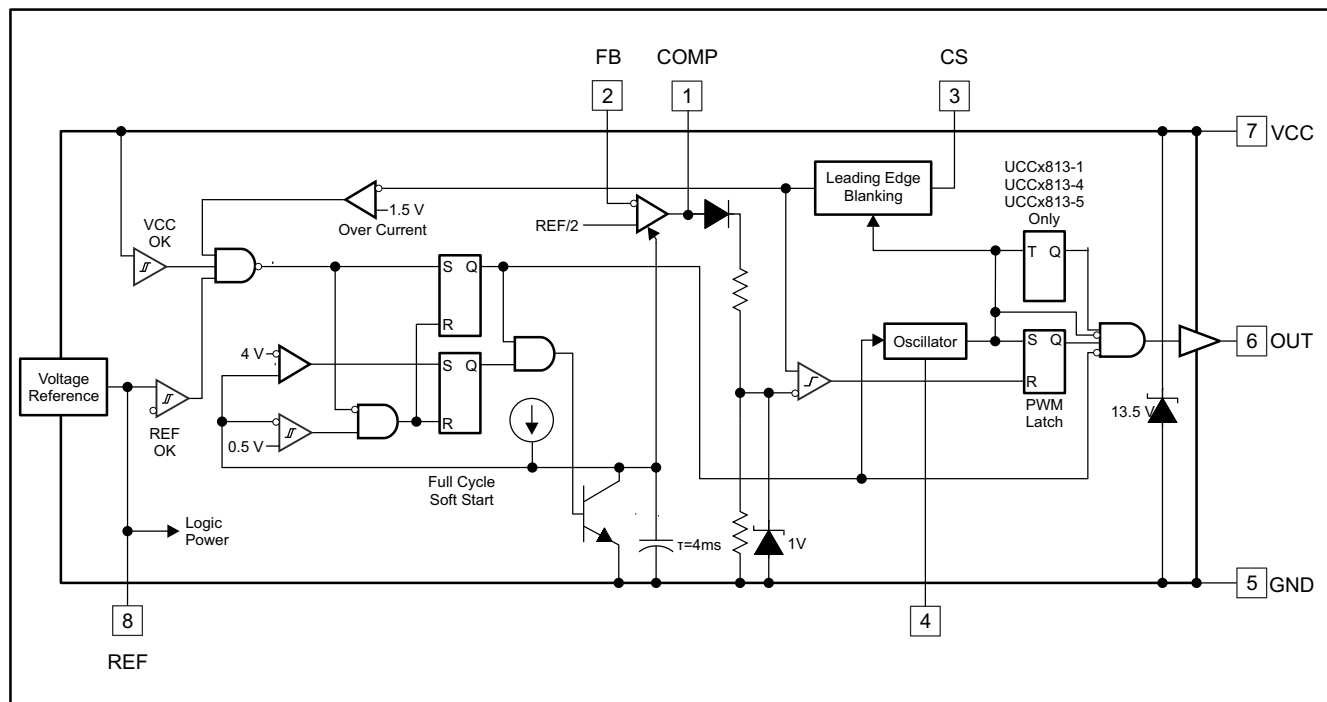 FB
COMP
CS
2
1
3
7
VCC
UCCx813-1
UCCx813-4
UCCx813-5
Only
Leading Edge
Blanking
1.5 V
Over Current
VCC
OK
REF/2
T Q
S Q
R
Oscillator
S Q
R
PWM
Latch
6
OUT
4 V
S Q
R
Voltage
Reference
REF
OK
0.5 V
13.5 V
Full Cycle
Soft Start
Logic
Power
τ=4ms
1V
5
GND
8
4
REF